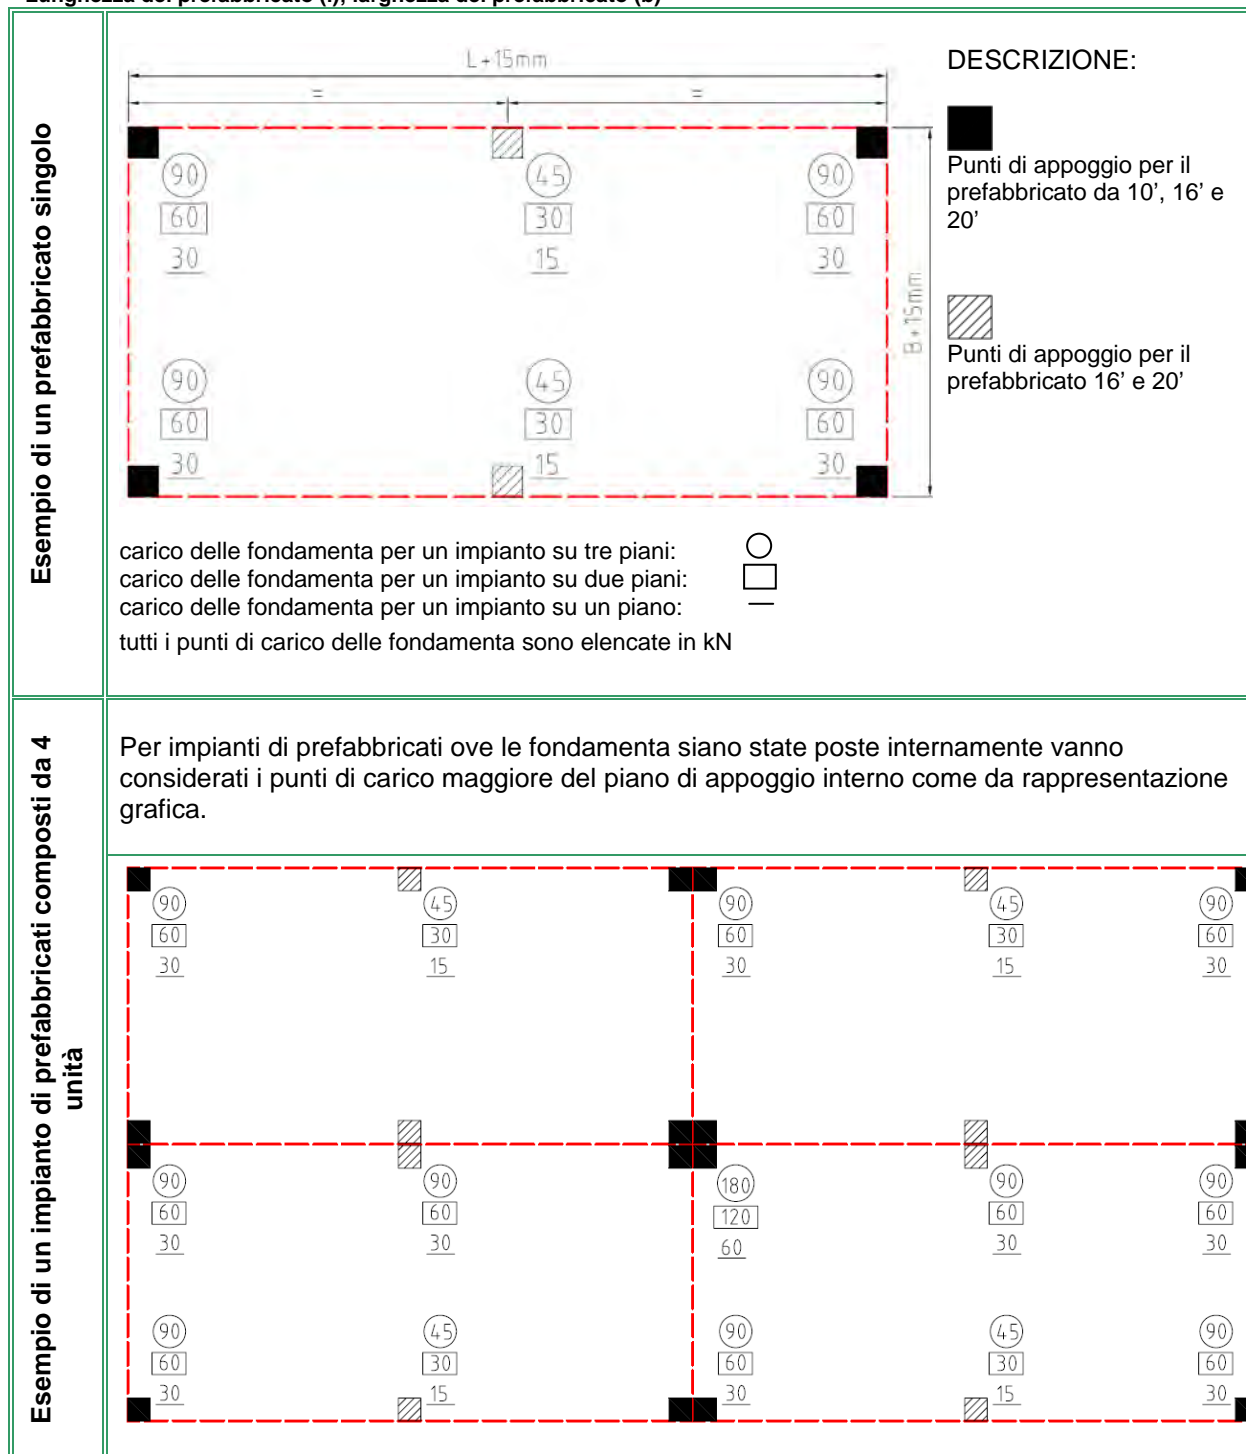 Lunghezza del prefabbricato (l), larghezza del prefabbricato (b)
Esempio di un prefabbricato singolo
L+15mm
= =
B+15mm
90 45 90
60 30 60
30 15 30
90 45 90
60 30 60
30 15 30
DESCRIZIONE:
Punti di appoggio per il
prefabbricato da 10’, 16’ e
20’
Punti di appoggio per il
prefabbricato 16’ e 20’
carico delle fondamenta per un impianto su tre piani:
carico delle fondamenta per un impianto su due piani:
carico delle fondamenta per un impianto su un piano:
tutti i punti di carico delle fondamenta sono elencate in kN
Esempio di un impianto di prefabbricati composti da 4
unità
Per impianti di prefabbricati ove le fondamenta siano state poste internamente vanno
considerati i punti di carico maggiore del piano di appoggio interno come da rappresentazione
grafica.
90 45 90 45 90
60 30 60 30 60
30 15 30 15 30
90 90 180 90 90
60 60 120 60 60
30 30 60 30 30
90 45 90 45 90
60 30 60 30 60
30 15 30 15 30